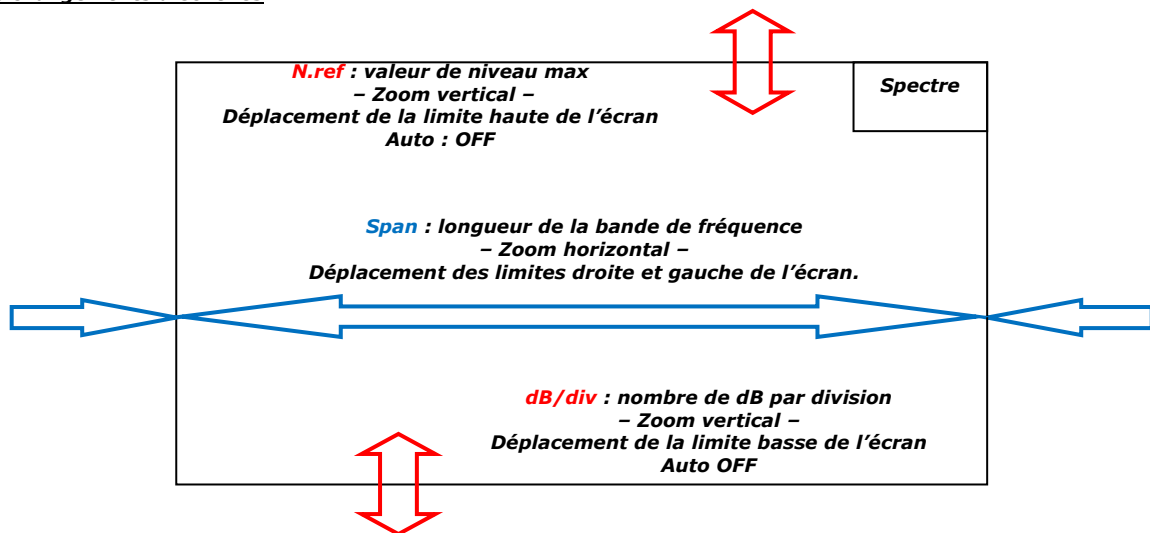 N.ref : valeur de niveau max
– Zoom vertical –
Déplacement de la limite haute de l’écran
Auto : OFF
Spectre
Span : longueur de la bande de fréquence
– Zoom horizontal –
Déplacement des limites droite et gauche de l’écran.
dB/div : nombre de dB par division
– Zoom vertical –
Déplacement de la limite basse de l’écran
Auto OFF